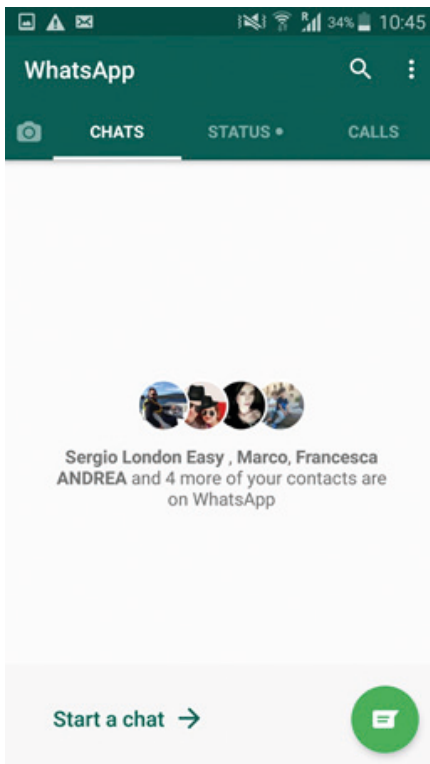 R 34% 10:45
WhatsApp
CHATS STATUS • CALLS
Sergio London Easy , Marco, Francesca
ANDREA and 4 more of your contacts are
on WhatsApp
Start a chat →